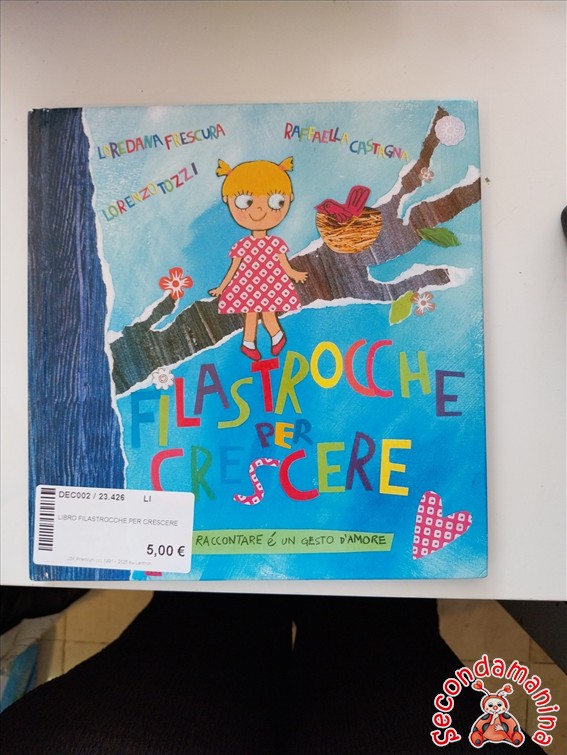 LOREDANA FRESCURA
RAFFAELLA CASTAGNA
LORENZO TOZZI
FILASTROCCHE
PER
CRESCERE
DEC002 / 23.426 LI
LIBRO FILASTROCCHE PER CRESCERE
5,00 €
RACCONTARE é UN GESTO D'AMORE
Secondamanina